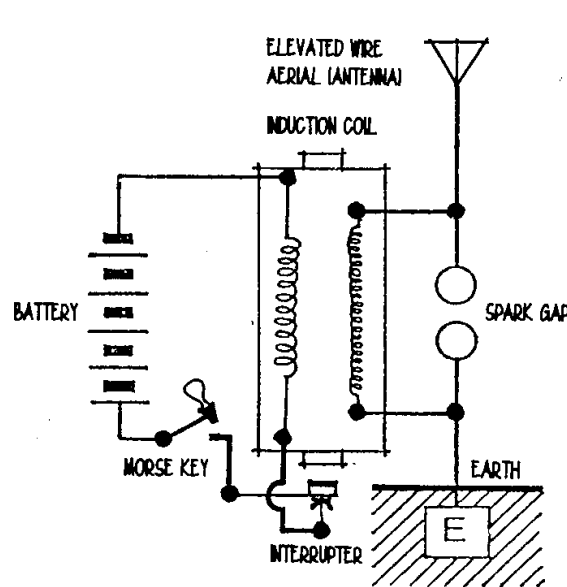 ELEVATED WIRE
AERIAL (ANTENNA)
INDUCTION COIL
BATTERY
SPARK GAP
MORSE KEY
EARTH
E
INTERRUPTER